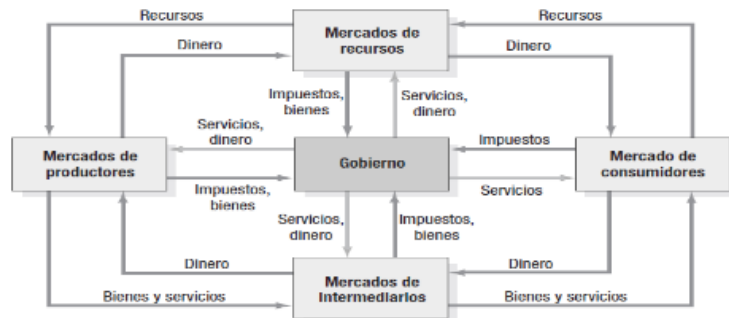 Recursos
Recursos
Mercados de
recursos
Dinero
Dinero
Impuestos,
bienes
Servicios,
dinero
Servicios,
dinero
Impuestos
Mercados de
productores
Gobierno
Mercado de
consumidores
Impuestos,
bienes
Servicios
Servicios,
dinero
Impuestos,
bienes
Dinero
Dinero
Mercados de
intermediarios
Bienes y servicios
Bienes y servicios